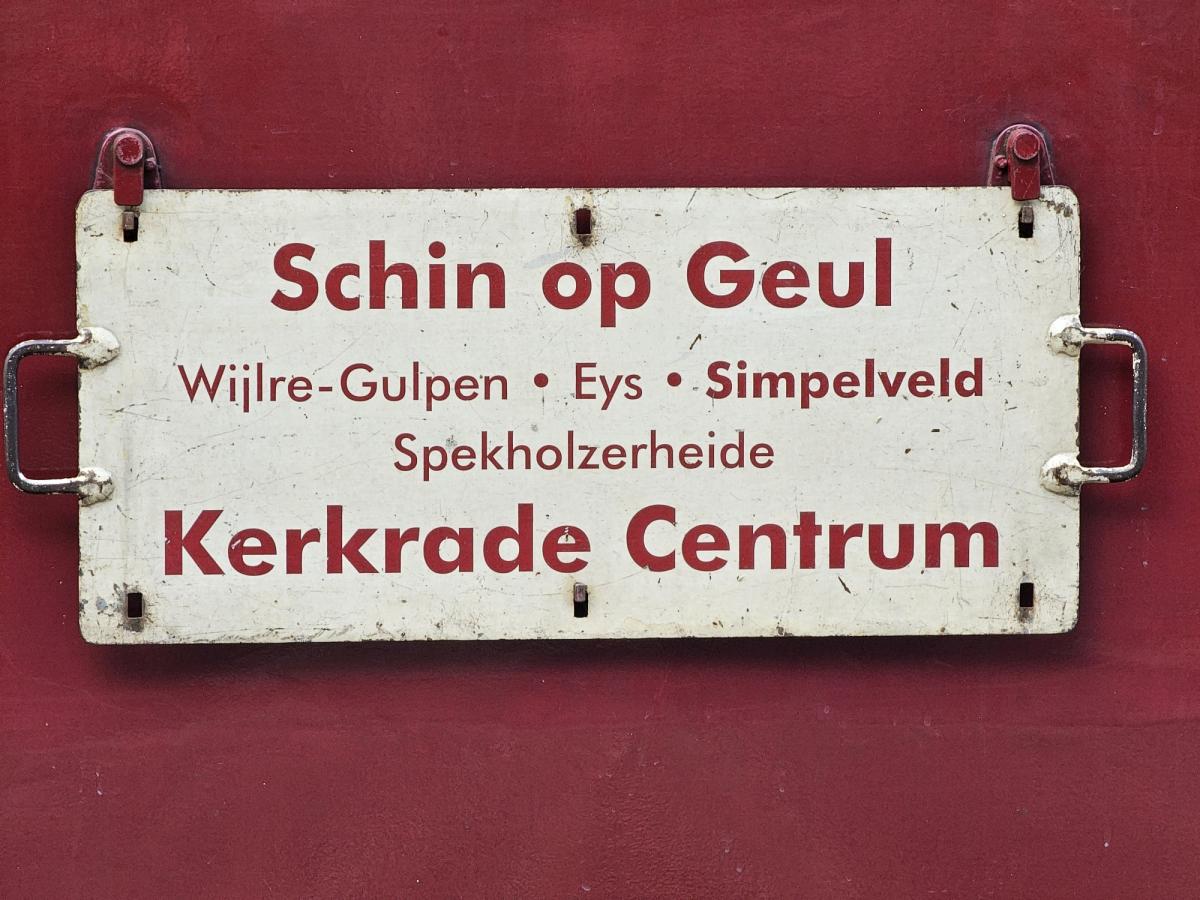 Schin op Geul
Wijlre-Gulpen • Eys • Simpelveld
Spekholzerheide
Kerkrade Centrum